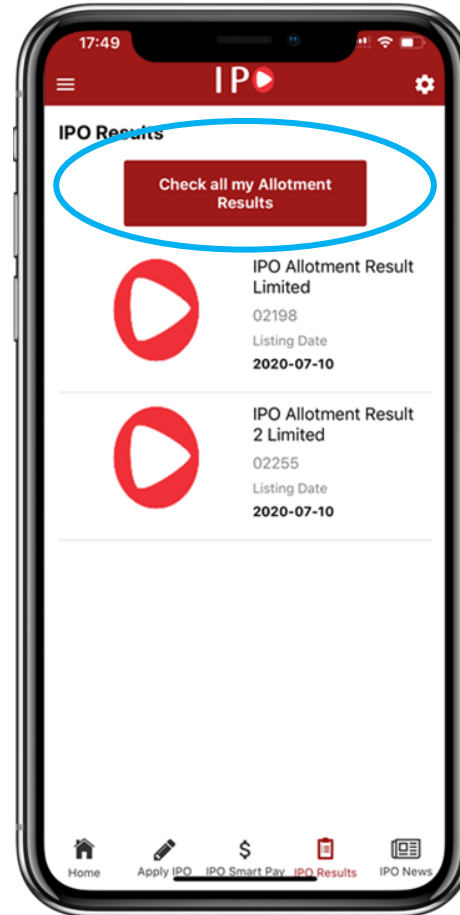 17:49
IPO
IPO Results
Check all my Allotment
Results
IPO Allotment Result
Limited
02198
Listing Date
2020-07-10
IPO Allotment Result
2 Limited
02255
Listing Date
2020-07-10
Home Apply IPO IPO Smart Pay IPO Results IPO News